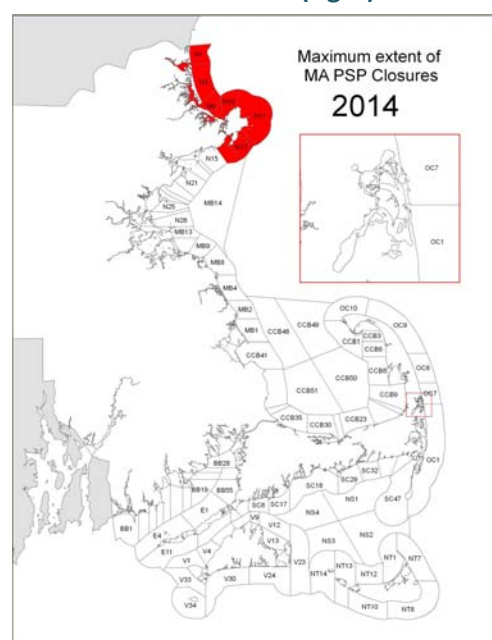 Maximum extent of
MA PSP Closures
2014
OC7
OC1
N15
N21
MB14
N25
N28
MB13
MB9
MB8
MB4
MB2
MB1
CCB41
CCB48
CCB49
OC10
OC9
CCB3
CCB1
CCB6
CCB8
OC8
CCB50
CCB51
CCB9
OC7
CCB35
CCB30
CCB23
OC1
BB28
BB19
BB55
BB1
E1
E4
E11
SC8
SC17
SC18
SC29
SC32
SC47
NS1
NS4
NS2
NS3
V9
V12
V13
V4
V1
V33
V30
V24
V23
V34
NT14
NT13
NT12
NT1
NT7
NT10
NT8